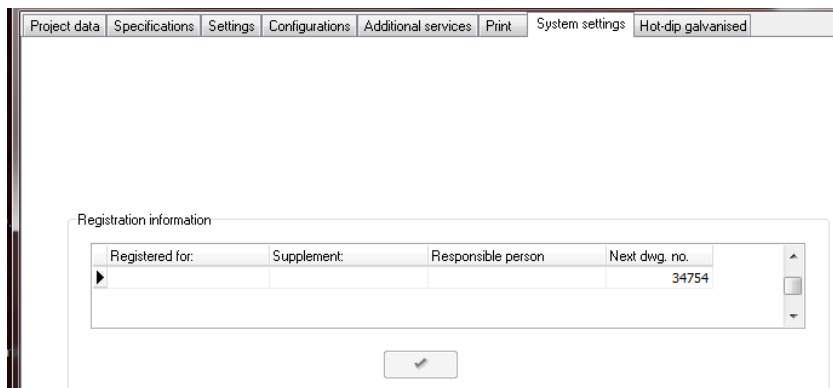 Project data Specifications Settings Configurations Additional services Print System settings Hot-dip galvanised
Registration information
Registered for: Supplement: Responsible person Next dwg. no.
34754